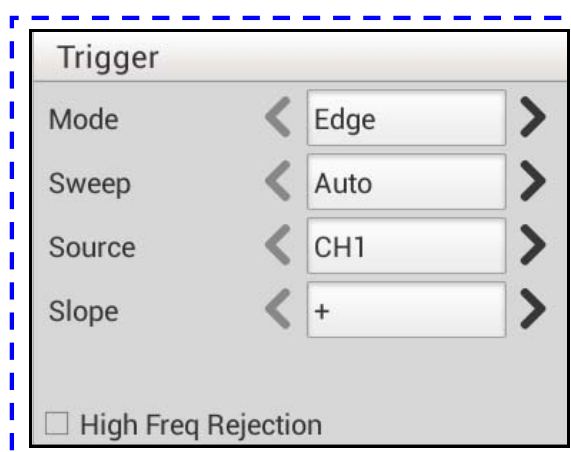 Trigger
Mode Edge
Sweep Auto
Source CH1
Slope +
High Freq Rejection